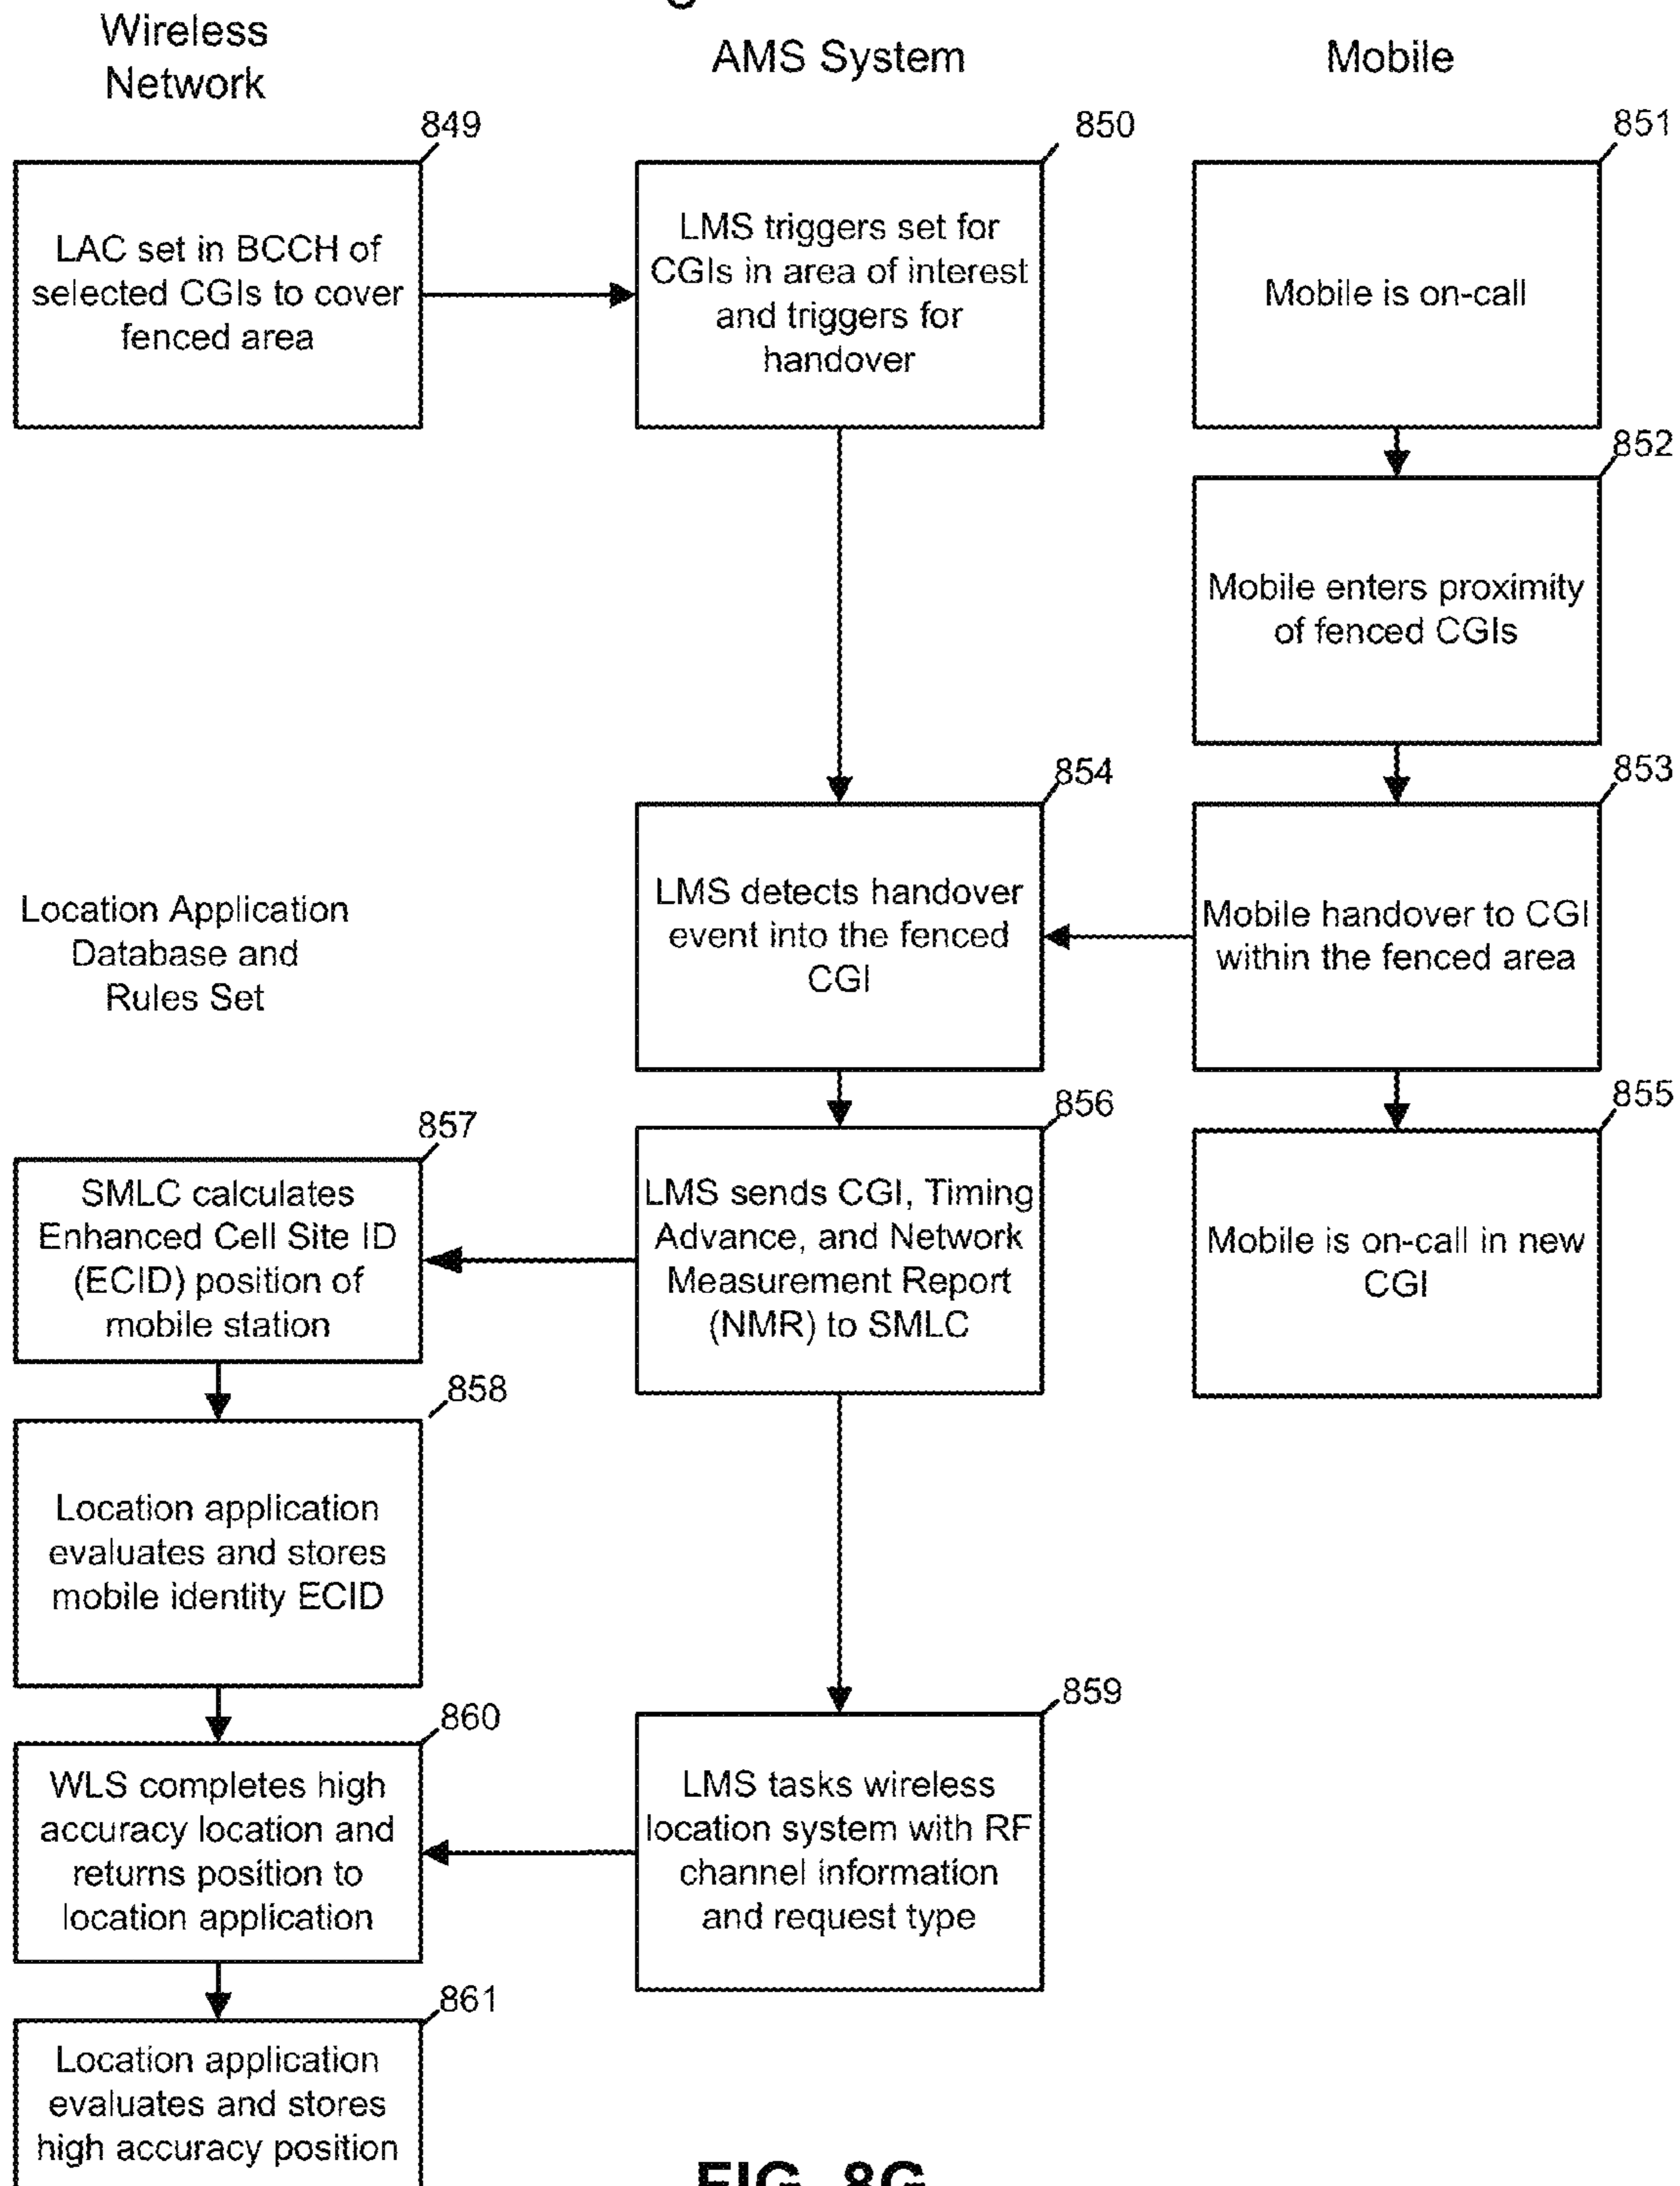 Wireless
Network
AMS System
Mobile
849
850
851
LAC set in BCCH of
selected CGIs to cover
fenced area
LMS triggers set for
CGIs in area of interest
and triggers for
handover
Mobile is on-call
852
Mobile enters proximity
of fenced CGIs
854
853
Location Application
Database and
Rules Set
LMS detects handover
event into the fenced
CGI
Mobile handover to CGI
within the fenced area
857
856
855
SMLC calculates
Enhanced Cell Site ID
(ECID) position of
mobile station
LMS sends CGI, Timing
Advance, and Network
Measurement Report
(NMR) to SMLC
Mobile is on-call in new
CGI
858
Location application
evaluates and stores
mobile identity ECID
860
859
WLS completes high
accuracy location and
returns position to
location application
LMS tasks wireless
location system with RF
channel information
and request type
861
Location application
evaluates and stores
high accuracy position
FIG. 8G